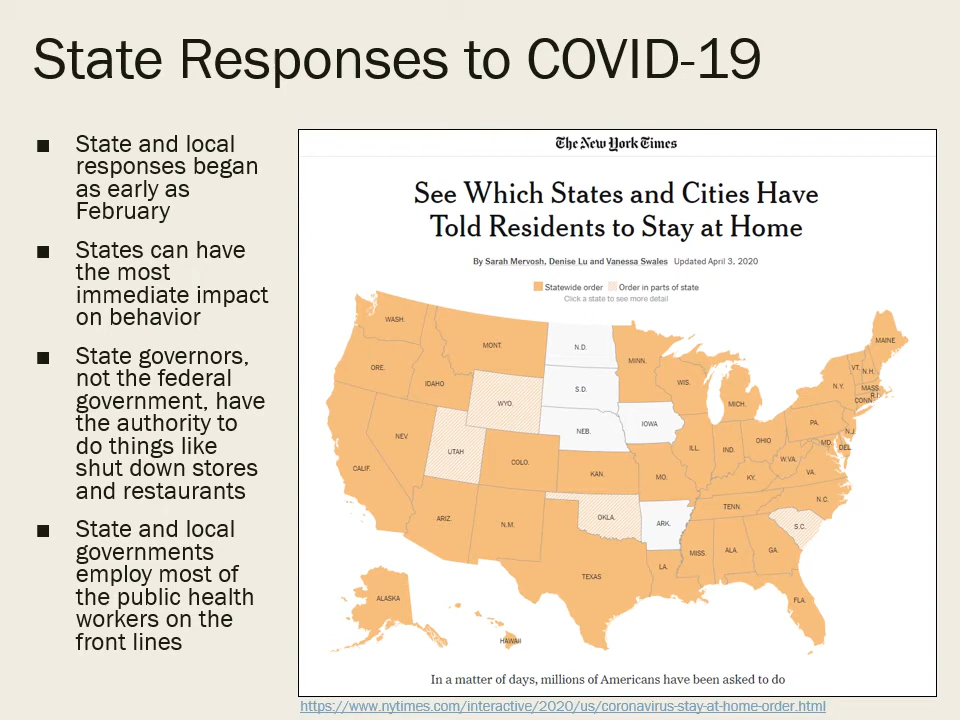 State Responses to COVID-19
■ State and local
responses began
as early as
February
■ States can have
the most
immediate impact
on behavior
■ State governors,
not the federal
government, have
the authority to
do things like
shut down stores
and restaurants
■ State and local
governments
employ most of
the public health
workers on the
front lines
The New York Times
See Which States and Cities Have
Told Residents to Stay at Home
By Sarah Mervosh, Denise Lu and Vanessa Swales Updated April 3, 2020
Statewide order Order in parts of state
Click a state to see more detail
WASH.
ORE.
IDAHO
MONT.
WYO.
NEV.
UTAH
CALIF.
ARIZ.
COLO.
N.M.
N.D.
S.D.
NEB.
KAN.
OKLA.
TEXAS
MINN.
IOWA
MO.
ARK.
LA.
WIS.
ILL.
MICH.
IND.
OHIO
KY.
TENN.
MISS.
ALA.
GA.
FLA.
S.C.
N.C.
VA.
W.VA.
PA.
N.Y.
MD.
DEL.
N.J.
CONN.
R.I.
MASS.
VT.
N.H.
MAINE
ALASKA
HAWAII
In a matter of days, millions of Americans have been asked to do
https://www.nytimes.com/interactive/2020/us/coronavirus-stay-at-home-order.html